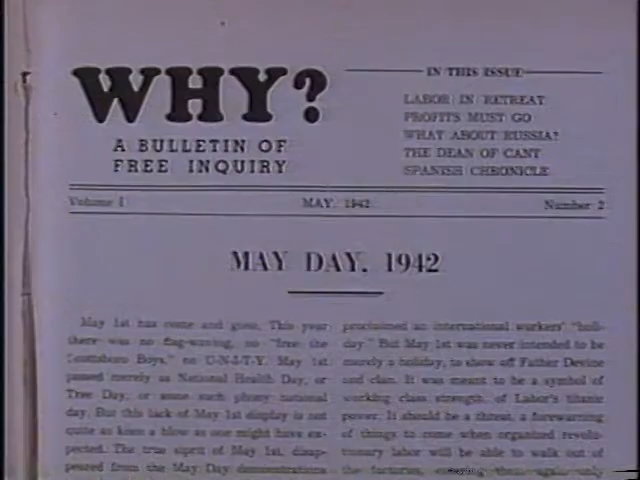 WHY?
A BULLETIN OF
FREE INQUIRY
IN THIS ISSUE
LABOR IN RETREAT
PROFITS MUST GO
WHAT ABOUT RUSSIA?
THE DEAN OF CANT
SPANISH CHRONICLE
Volume I
MAY, 1942
Number 2
MAY DAY, 1942
May 1st has come and gone. This year
there was no flag-waving, no "free the
Scottsboro Boys," no U-N-I-T-Y. May 1st
passed merely as National Health Day, or
Tree Day, or some such phony national
day. But this lack of May 1st display is not
quite as keen a blow as one might have ex-
pected. The true spirit of May 1st, disap-
peared from the May Day demonstrations
proclaimed an international workers' "holi-
day." But May 1st was never intended to be
merely a holiday, to show off Father Devine
and clan. It was meant to be a symbol of
working class strength, of Labor's titanic
power. It should be a threat, a forewarning
of things to come when organized revolu-
tionary labor will be able to walk out of
the factories, them again only